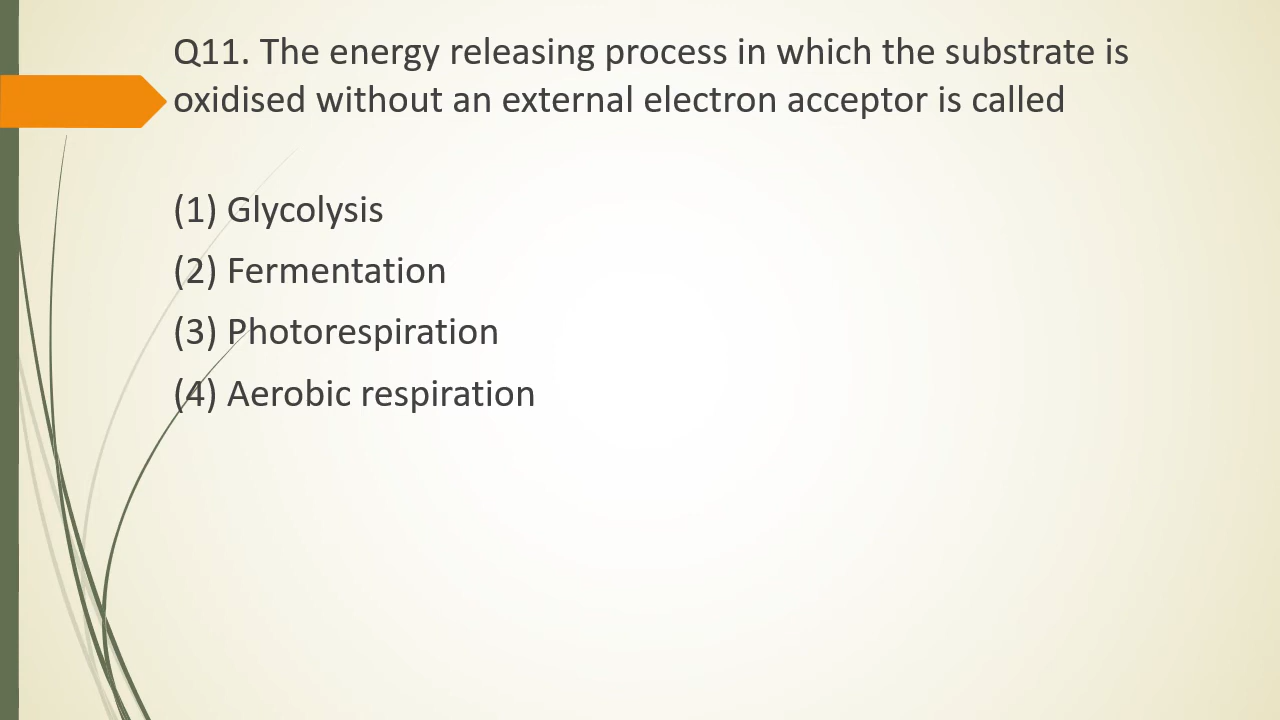 Q11. The energy releasing process in which the substrate is
oxidised without an external electron acceptor is called
(1) Glycolysis
(2) Fermentation
(3) Photorespiration
(4) Aerobic respiration